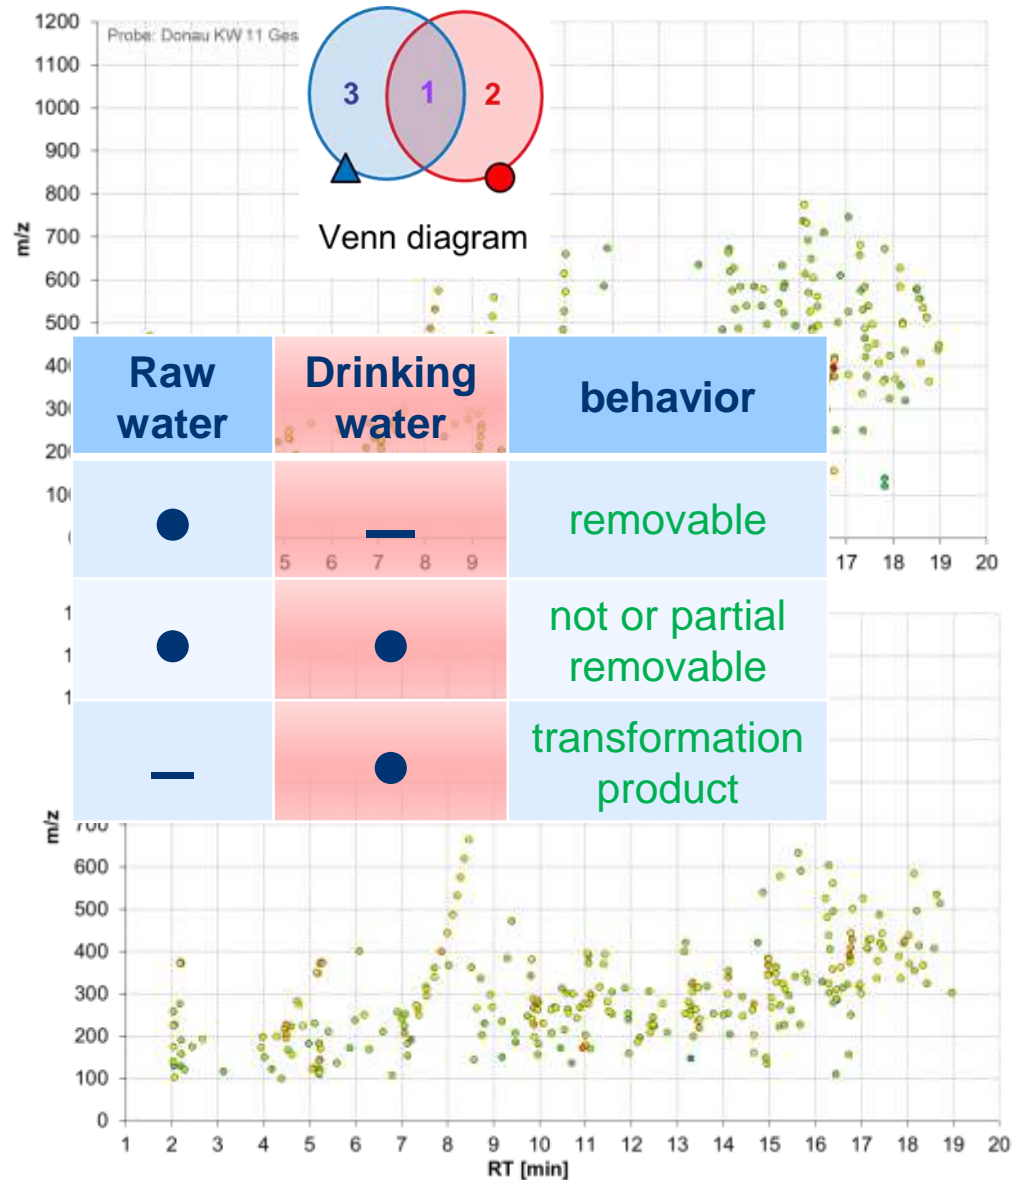 1200
Probe: Donau KW 11 Ges
1100
1000
900
800
700
600
500
400
3 1 2
Venn diagram
m/z
Raw water
Drinking water
behavior
removable
5 6 7 8 9
17 18 19 20
not or partial
removable
transformation
product
m/z
700
600
500
400
300
200
100
0
1 2 3 4 5 6 7 8 9 10 11 12 13 14 15 16 17 18 19 20
RT [min]